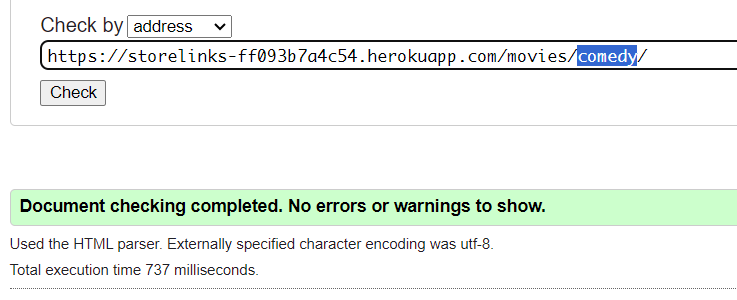 Check by address
https://storelinks-ff093b7a4c54.herokuapp.com/movies/comedy/
Check
Document checking completed. No errors or warnings to show.
Used the HTML parser. Externally specified character encoding was utf-8.
Total execution time 737 milliseconds.